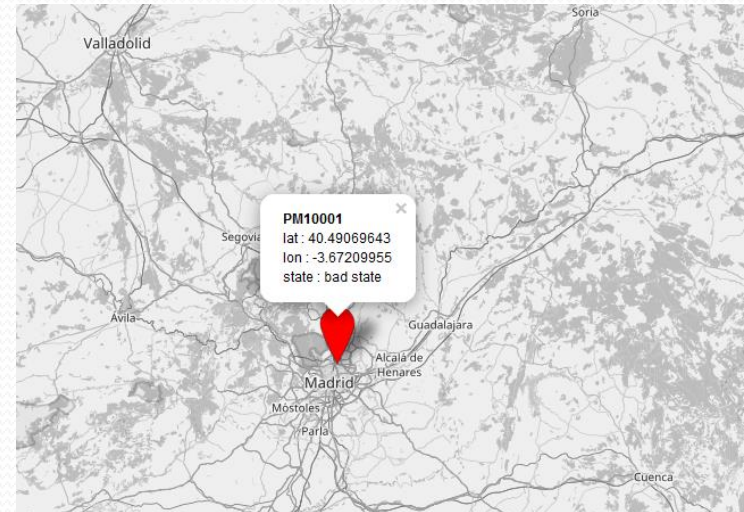 Soria
Valladolid
PM10001
×
lat : 40.49069643
lon : -3.67209955
state : bad state
Segovia
Ávila
Guadalajara
Alcalá de
Henares
Madrid
Móstoles
Parla
Cuenca